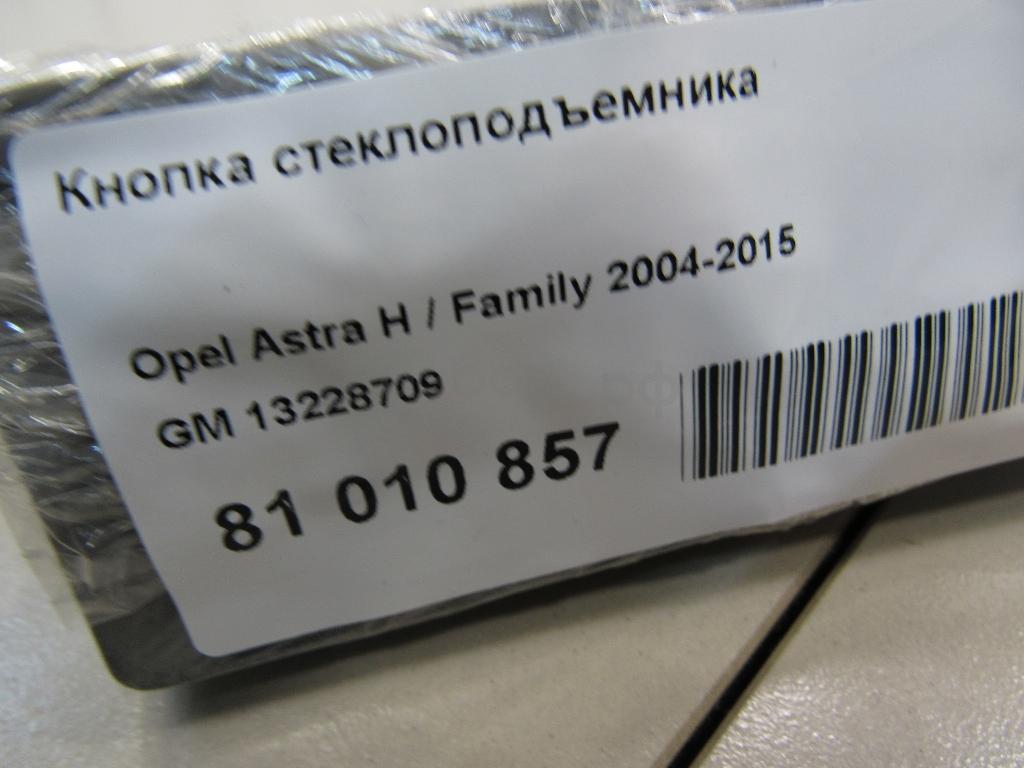 Кнопка стеклоподъемника
Opel Astra H / Family 2004-2015
GM 13228709
81 010 857